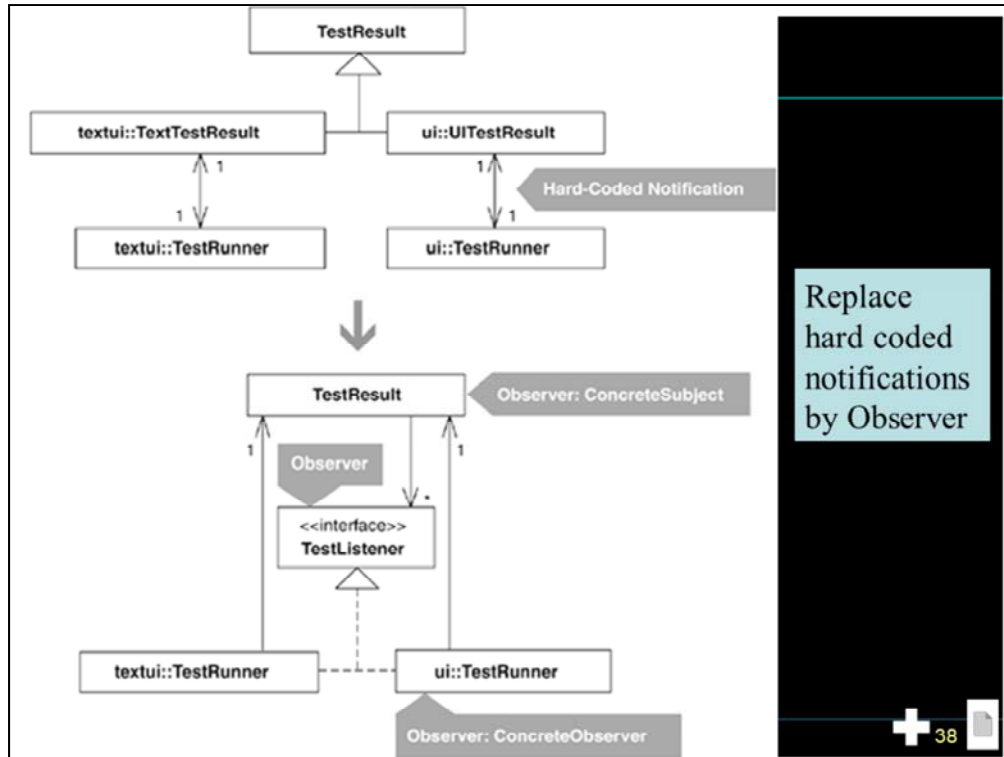 TestResult
textui::TextTestResult
ui::UITestResult
1
1
Hard-Coded Notification
1
1
textui::TestRunner
ui::TestRunner
Replace
hard coded
notifications
by Observer
TestResult
Observer: ConcreteSubject
1
1
Observer
*
<<interface>>
TestListener
textui::TestRunner
ui::TestRunner
Observer: ConcreteObserver
38